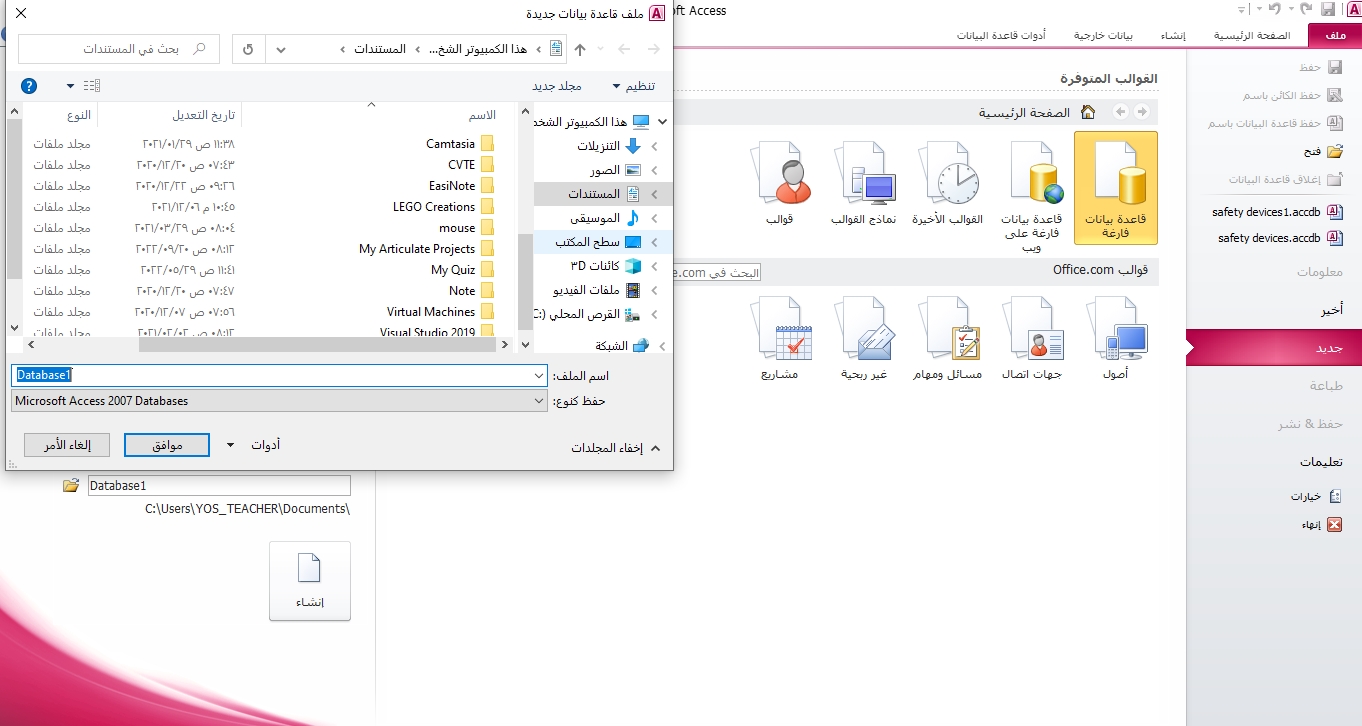 ملف قاعدة بيانات جديدة
هذا الكمبيوتر الشخ...
المستندات
بحث في المستندات
تنظيم
مجلد جديد
هذا الكمبيوتر الشخص
التنزيلات
الصور
المستندات
الموسيقى
سطح المكتب
كائنات 3D
ملفات الفيديو
القرص المحلي (:C
الشبكة
الاسم تاريخ التعديل النوع
Camtasia ١١:٣٨ ص ٢٠٢١/٠١/٢٩ مجلد ملفات
CVTE ٠٧:٤٣ ص ٢٠٢٠/١٢/٢٠ مجلد ملفات
EasiNote ٠٩:٢٦ ص ٢٠٢٠/١٢/٢٢ مجلد ملفات
LEGO Creations ١٠:٤٥ م ٢٠٢١/١٢/٠٦ مجلد ملفات
mouse ٠٨:٠٤ ص ٢٠٢١/٠٣/٢٩ مجلد ملفات
My Articulate Projects ٠٨:١٢ ص ٢٠٢٢/٠٩/٢٠ مجلد ملفات
My Quiz ١١:٤١ ص ٢٠٢٢/٠٥/٢٩ مجلد ملفات
Note ٠٧:٤٧ ص ٢٠٢٠/١٢/٢٠ مجلد ملفات
Virtual Machines ٠٧:٥٦ ص ٢٠٢٠/١٢/٠٧ مجلد ملفات
Visual Studio 2019 ٠٨:١٢ ص ٢٠٢١/٠٢/٠٢ مجلد ملفات
اسم الملف: Database1
حفظ كنوع: Microsoft Access 2007 Databases
إخفاء المجلدات
أدوات
موافق
إلغاء الأمر
Database1
C:\Users\YOS_TEACHER\Documents\
إنشاء
oft Access
ملف
الصفحة الرئيسية
إنشاء
بيانات خارجية
أدوات قاعدة البيانات
حفظ
حفظ الكائن باسم
حفظ قاعدة البيانات باسم
فتح
إغلاق قاعدة البيانات
safety devices1.accdb
safety devices.accdb
معلومات
أخير
جديد
طباعة
حفظ & نشر
تعليمات
خيارات
إنهاء
القوالب المتوفرة
الصفحة الرئيسية
قاعدة بيانات فارغة
قاعدة بيانات فارغة على ويب
القوالب الأخيرة
نماذج القوالب
قوالب
قوالب Office.com
البحث في ce.com
أصول
جهات اتصال
مسائل ومهام
غير ربحية
مشاريع